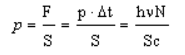 p = F/S = p · Δt/S = hνN/Sc